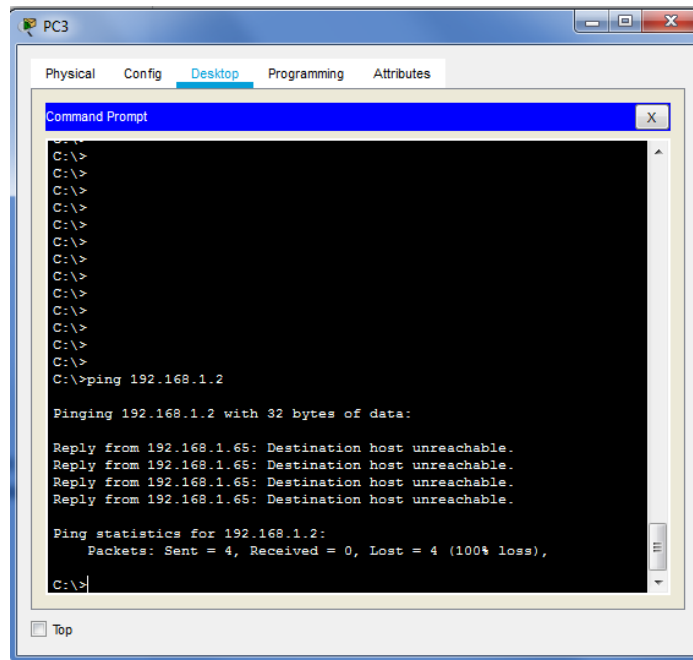 PC3
Physical Config Desktop Programming Attributes
Command Prompt X
C:\>
C:\>
C:\>
C:\>
C:\>
C:\>
C:\>
C:\>
C:\>
C:\>
C:\>
C:\>
C:\>
C:\>ping 192.168.1.2
Pinging 192.168.1.2 with 32 bytes of data:
Reply from 192.168.1.65: Destination host unreachable.
Reply from 192.168.1.65: Destination host unreachable.
Reply from 192.168.1.65: Destination host unreachable.
Reply from 192.168.1.65: Destination host unreachable.
Ping statistics for 192.168.1.2:
Packets: Sent = 4, Received = 0, Lost = 4 (100% loss),
C:\>
Top